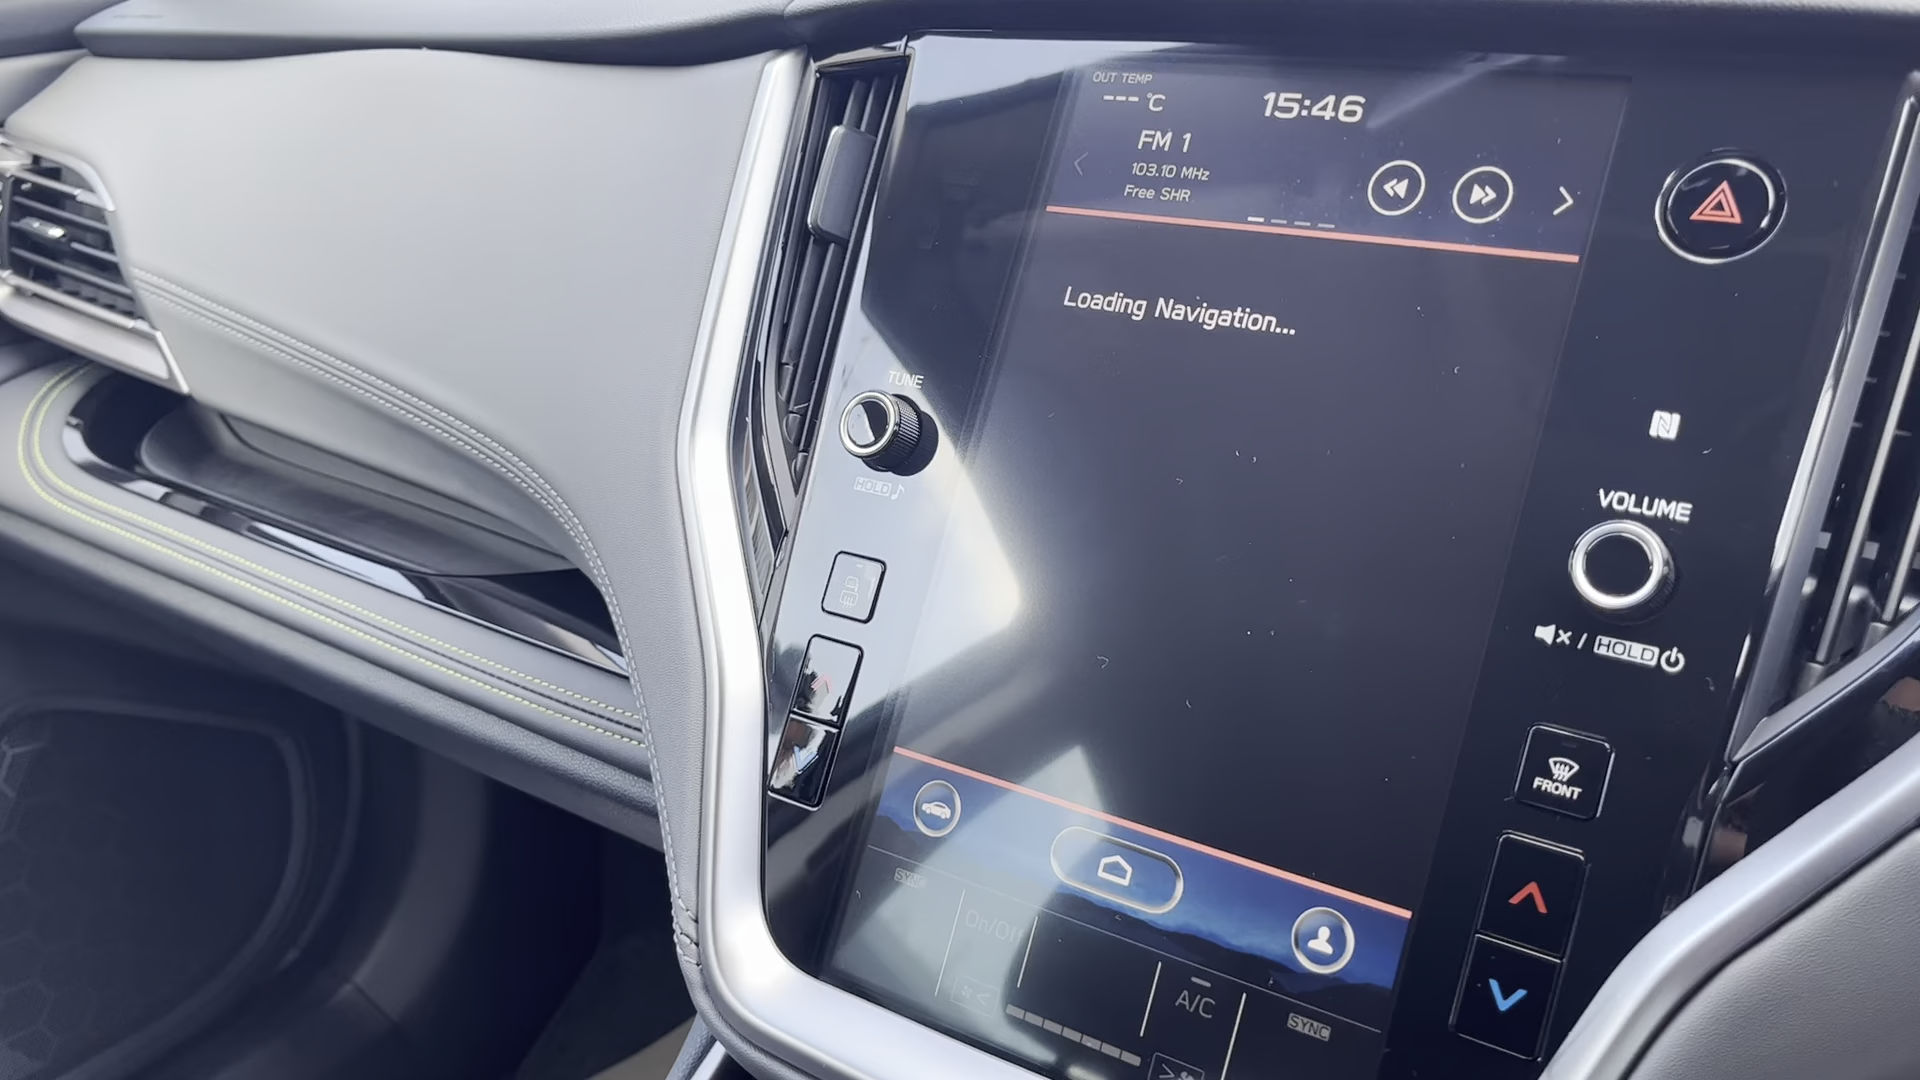 OUT TEMP
--- °C
15:46
FM 1
103.10 MHz
Free SHR
Loading Navigation...
TUNE
HOLD
VOLUME
/ HOLD
FRONT
SYNC
On/Off
A/C
SYNC